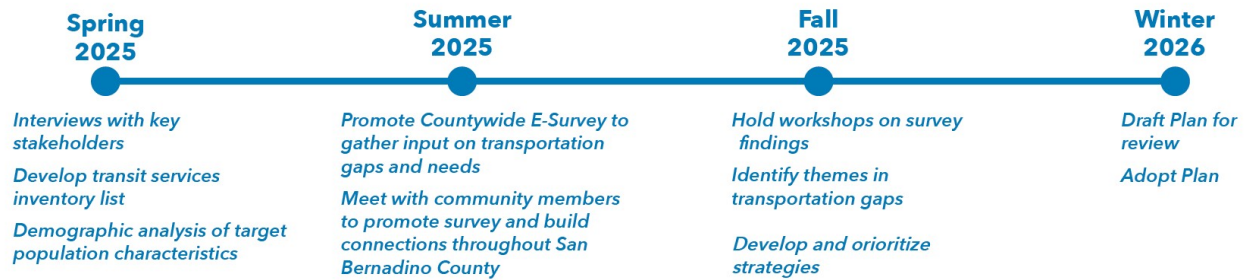 Spring
2025
Interviews with key
stakeholders
Develop transit services
inventory list
Demographic analysis of target
population characteristics
Summer
2025
Promote Countywide E-Survey to
gather input on transportation
gaps and needs
Meet with community members
to promote survey and build
connections throughout San
Bernadino County
Fall
2025
Hold workshops on survey
findings
Identify themes in
transportation gaps
Develop and orioritize
strategies
Winter
2026
Draft Plan for
review
Adopt Plan